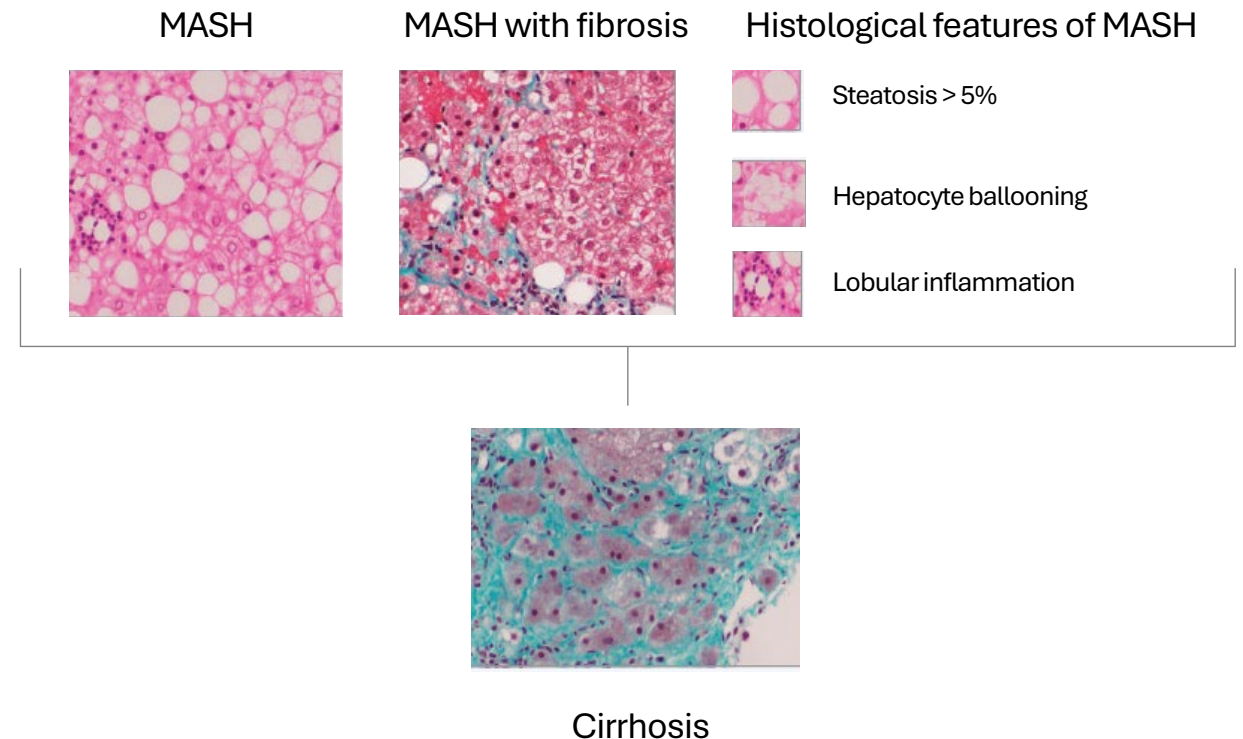 MASH
MASH with fibrosis
Histological features of MASH
Steatosis > 5%
Hepatocyte ballooning
Lobular inflammation
Cirrhosis